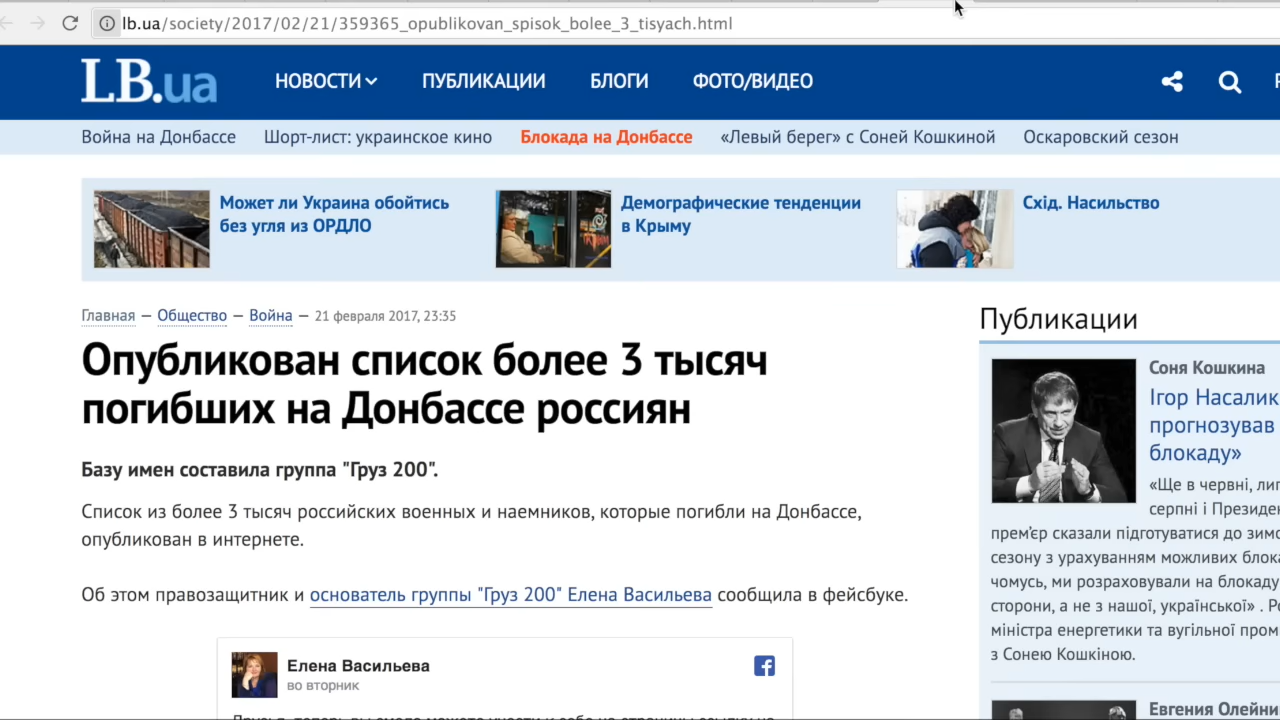 lb.ua/society/2017/02/21/359365_opublikovan_spisok_bolee_3_tisyach.html
LB.ua
НОВОСТИ
ПУБЛИКАЦИИ
БЛОГИ
ФОТО/ВИДЕО
Война на Донбассе
Шорт-лист: украинское кино
Блокада на Донбассе
«Левый берег» с Соней Кошкиной
Оскаровский сезон
Может ли Украина обойтись
без угля из ОРДЛО
Демографические тенденции
в Крыму
Схід. Насильство
Главная — Общество — Война — 21 февраля 2017, 23:35
Опубликован список более 3 тысяч
погибших на Донбассе россиян
Базу имен составила группа "Груз 200".
Список из более 3 тысяч российских военных и наемников, которые погибли на Донбассе,
опубликован в интернете.
Об этом правозащитник и основатель группы "Груз 200" Елена Васильева сообщила в фейсбуке.
Елена Васильева
во вторник
Публикации
Соня Кошкина
Ігор Насалик
прогнозував
блокаду»
«Ще в червні, лип
серпні і Президен
прем'єр сказали підготуватися до зимо
сезону з урахуванням можливих блока
чомусь, ми розраховували на блокаду
сторони, а не з нашої, української» . Ро
міністра енергетики та вугільної пром
з Сонею Кошкіною.
Евгения Олейни